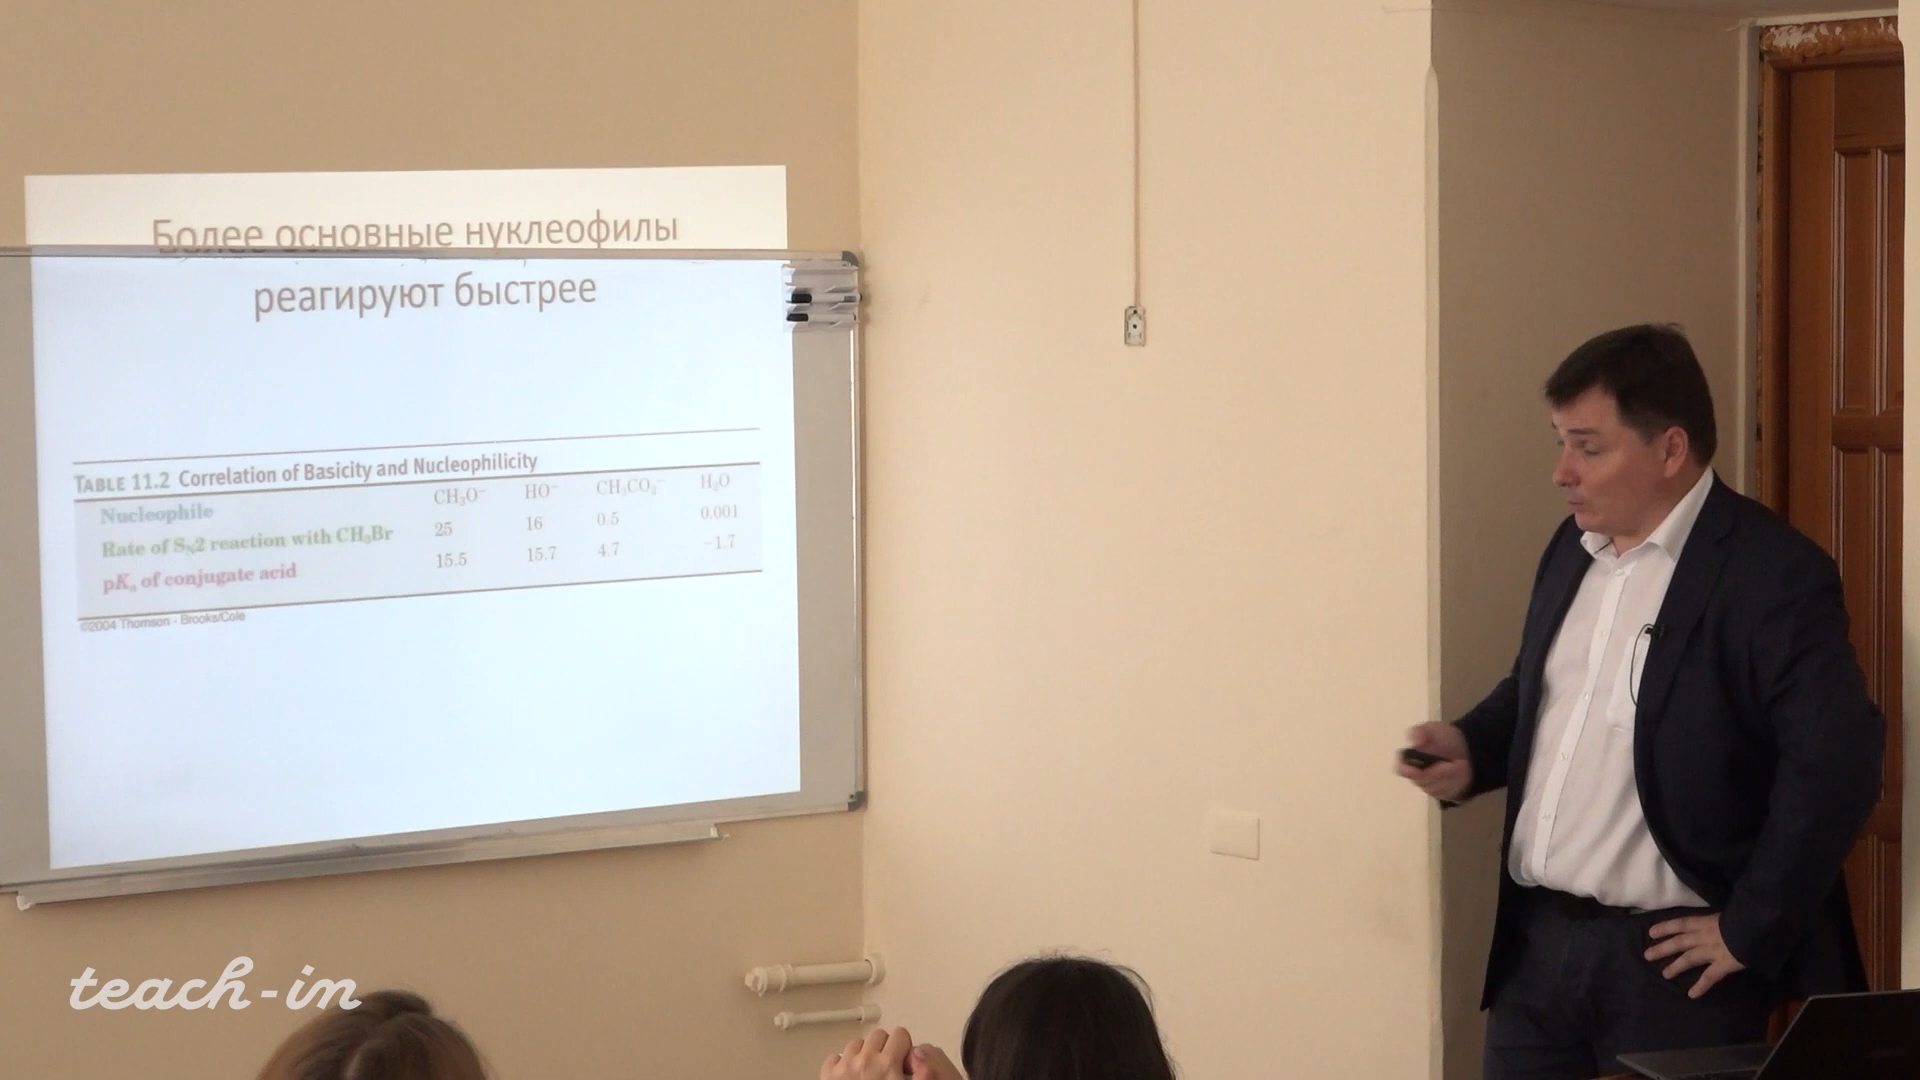 Более основные нуклеофилы
реагируют быстрее
TABLE 11.2 Correlation of Basicity and Nucleophilicity
Nucleophile CH₃O⁻ HO⁻ CH₃CO₂⁻ H₂O
Rate of SN2 reaction with CH₃Br 25 16 0.5 0.001
pKₐ of conjugate acid 15.5 15.7 4.7 −1.7
©2004 Thomson - Brooks/Cole
teach-in